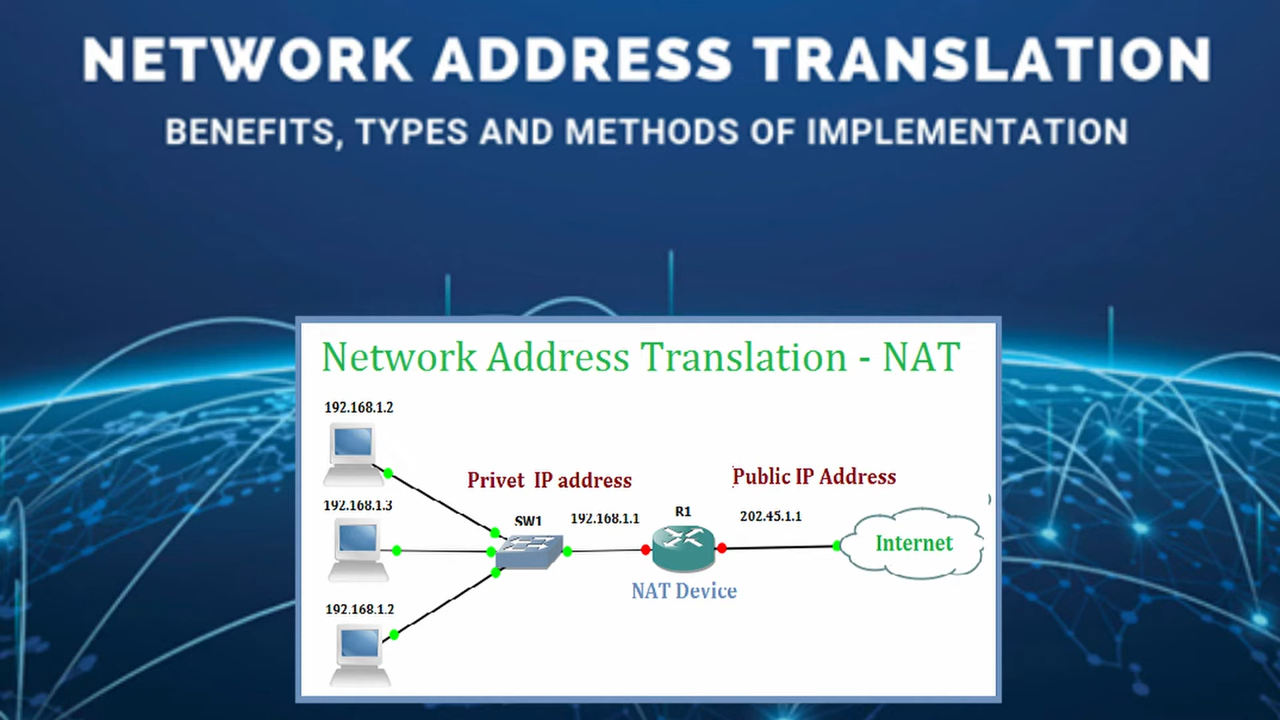 NETWORK ADDRESS TRANSLATION
BENEFITS, TYPES AND METHODS OF IMPLEMENTATION
Network Address Translation - NAT
192.168.1.2
Privet IP address
Public IP Address
192.168.1.3
SW1
192.168.1.1
R1
202.45.1.1
Internet
NAT Device
192.168.1.2